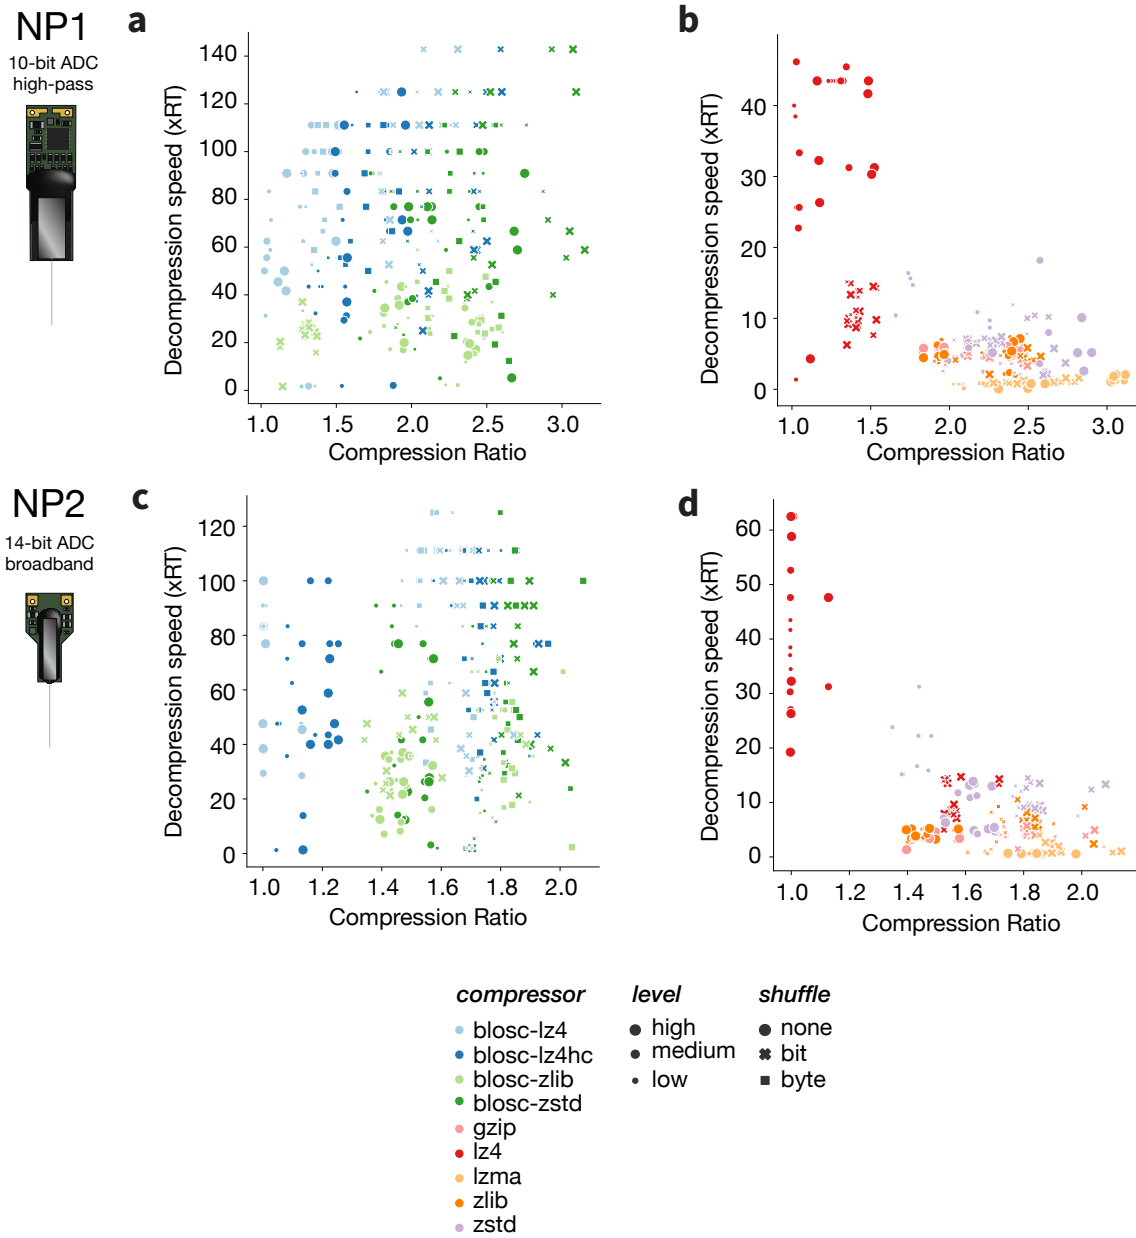 NP1
10-bit ADC
high-pass
a
Decompression speed (xRT)
140
120
100
80
60
40
20
0
1.0 1.5 2.0 2.5 3.0
Compression Ratio
b
Decompression speed (xRT)
40
30
20
10
0
1.0 1.5 2.0 2.5 3.0
Compression Ratio
NP2
14-bit ADC
broadband
c
Decompression speed (xRT)
120
100
80
60
40
20
0
1.0 1.2 1.4 1.6 1.8 2.0
Compression Ratio
d
Decompression speed (xRT)
60
50
40
30
20
10
0
1.0 1.2 1.4 1.6 1.8 2.0
Compression Ratio
compressor
blosc-lz4
blosc-lz4hc
blosc-zlib
blosc-zstd
gzip
lz4
lzma
zlib
zstd
level
high
medium
low
shuffle
none
bit
byte